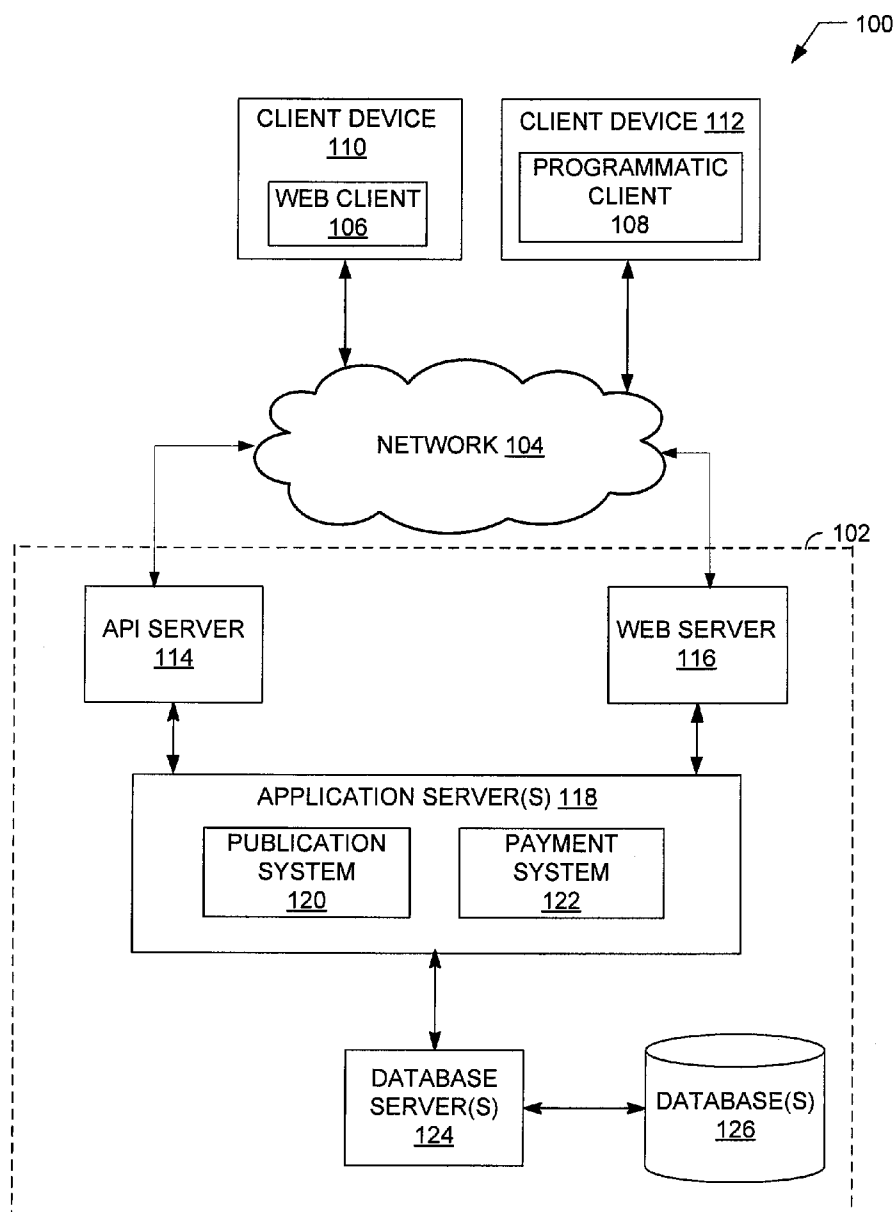 100
CLIENT DEVICE
110
WEB CLIENT
106
CLIENT DEVICE 112
PROGRAMMATIC
CLIENT
108
NETWORK 104
102
API SERVER
114
WEB SERVER
116
APPLICATION SERVER(S) 118
PUBLICATION
SYSTEM
120
PAYMENT
SYSTEM
122
DATABASE
SERVER(S)
124
DATABASE(S)
126